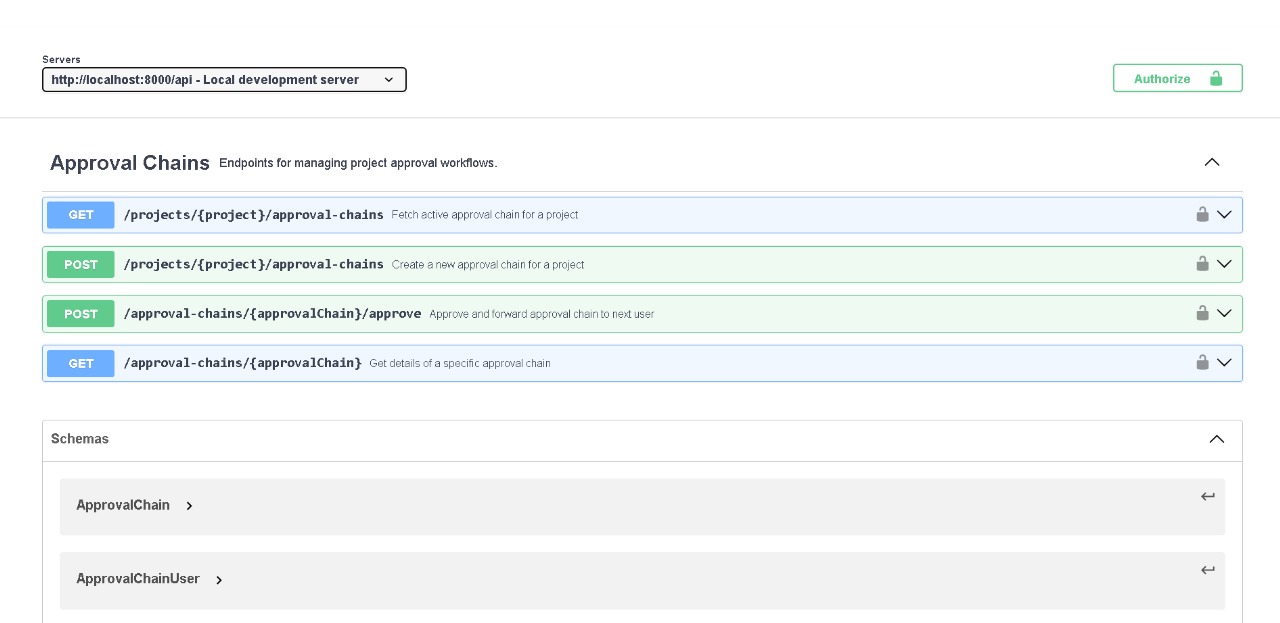 Servers
http://localhost:8000/api - Local development server
Authorize
Approval Chains Endpoints for managing project approval workflows.
GET /projects/{project}/approval-chains Fetch active approval chain for a project
POST /projects/{project}/approval-chains Create a new approval chain for a project
POST /approval-chains/{approvalChain}/approve Approve and forward approval chain to next user
GET /approval-chains/{approvalChain} Get details of a specific approval chain
Schemas
ApprovalChain
ApprovalChainUser